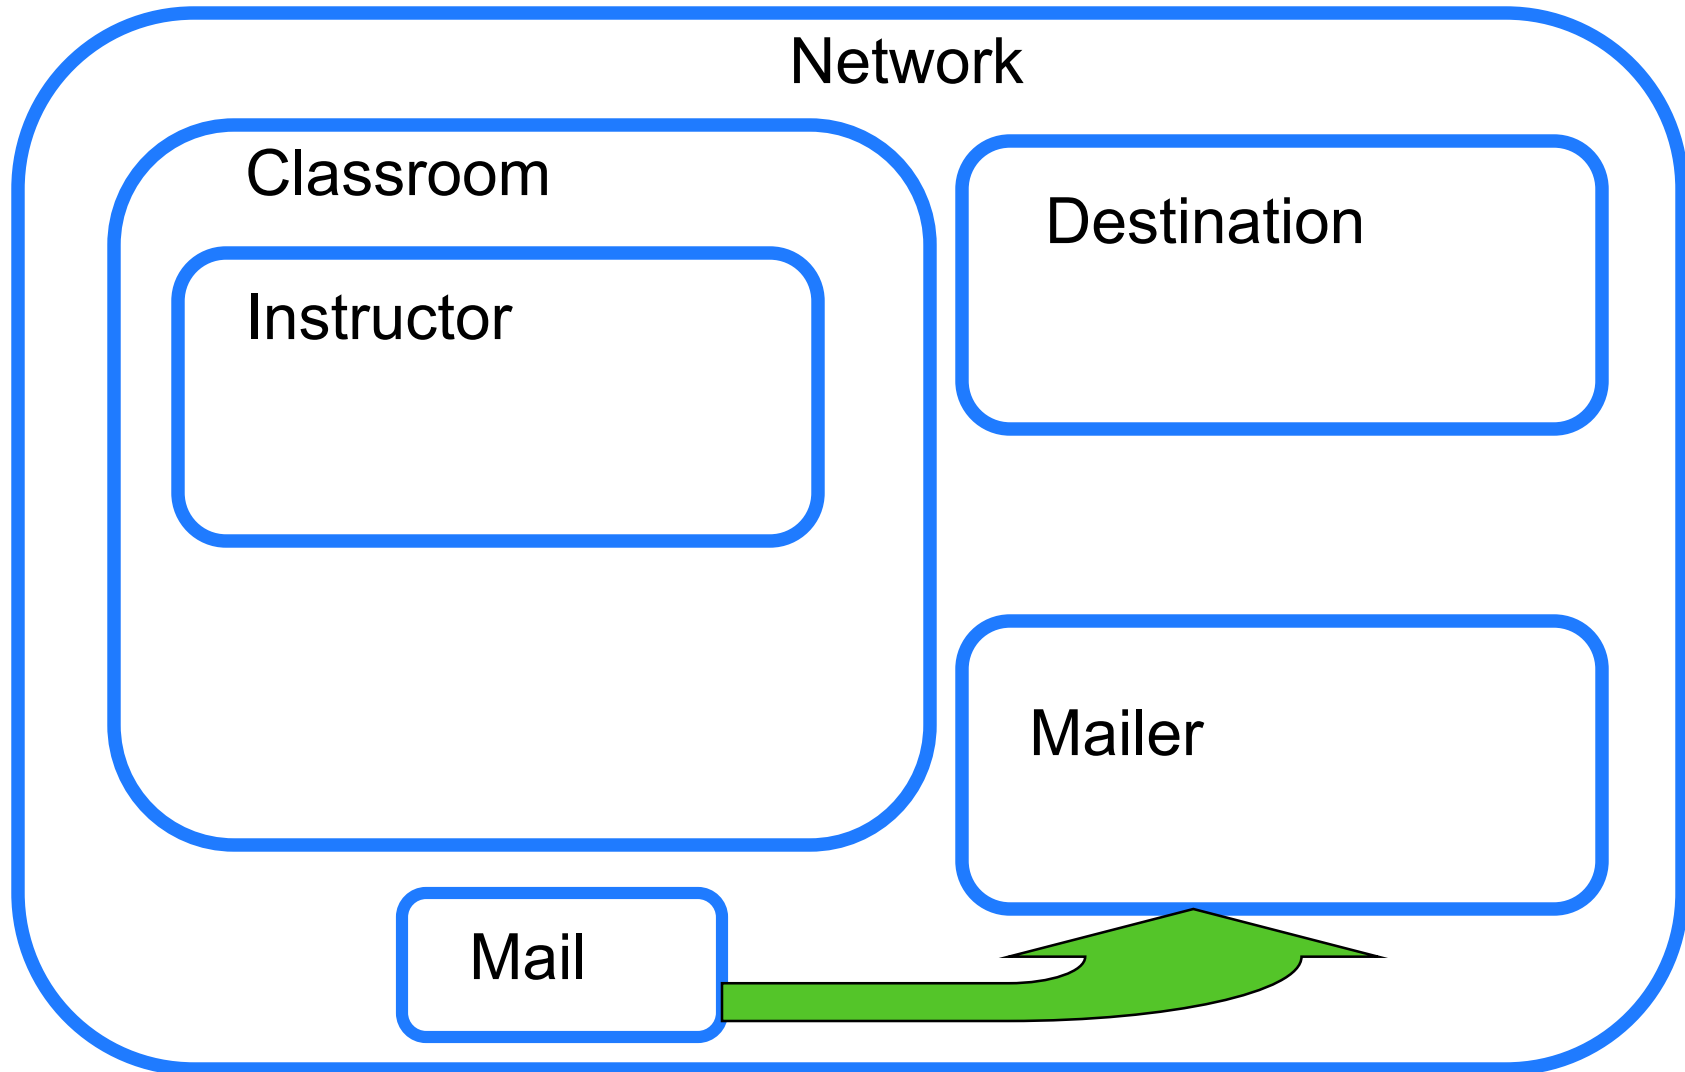 Network
Classroom
Destination
Instructor
Mailer
Mail